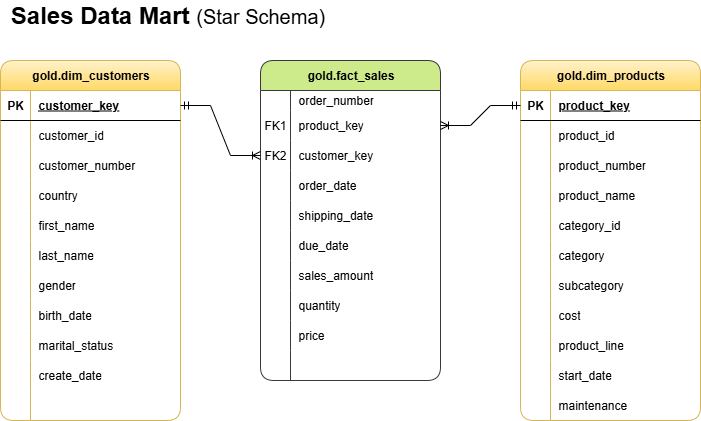 Sales Data Mart (Star Schema)
gold.dim_customers
PK customer_key
customer_id
customer_number
country
first_name
last_name
gender
birth_date
marital_status
create_date
gold.fact_sales
order_number
FK1 product_key
FK2 customer_key
order_date
shipping_date
due_date
sales_amount
quantity
price
gold.dim_products
PK product_key
product_id
product_number
product_name
category_id
category
subcategory
cost
product_line
start_date
maintenance